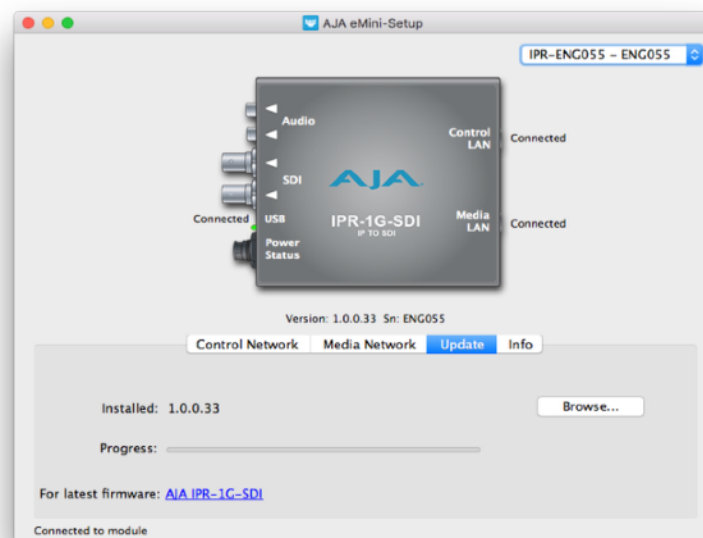 AJA eMini-Setup
IPR-ENG055 - ENG055
Audio
SDI
Connected
USB
Power
Status
AJA
IPR-1G-SDI
IP TO SDI
Control
LAN
Connected
Media
LAN
Connected
Version: 1.0.0.33 Sn: ENG055
Control Network
Media Network
Update
Info
Installed: 1.0.0.33
Browse...
Progress:
For latest firmware: AJA IPR-1G-SDI
Connected to module